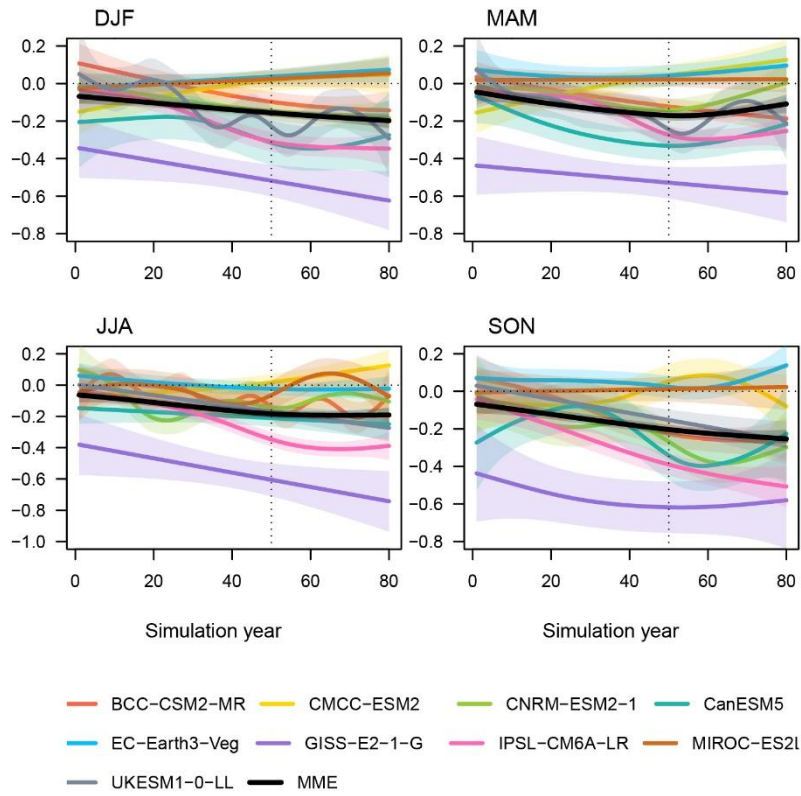 DJF MAM
0.2 0.2
0.0 0.0
−0.2 −0.2
−0.4 −0.4
−0.6 −0.6
−0.8 −0.8
0 20 40 60 80 0 20 40 60 80
JJA SON
0.2 0.2
0.0 0.0
−0.2 −0.2
−0.4 −0.4
−0.6 −0.6
−0.8 −0.8
−1.0
0 20 40 60 80 0 20 40 60 80
Simulation year Simulation year
BCC−CSM2−MR CMCC−ESM2 CNRM−ESM2−1 CanESM5
EC−Earth3−Veg GISS−E2−1−G IPSL−CM6A−LR MIROC−ES2L
UKESM1−0−LL MME